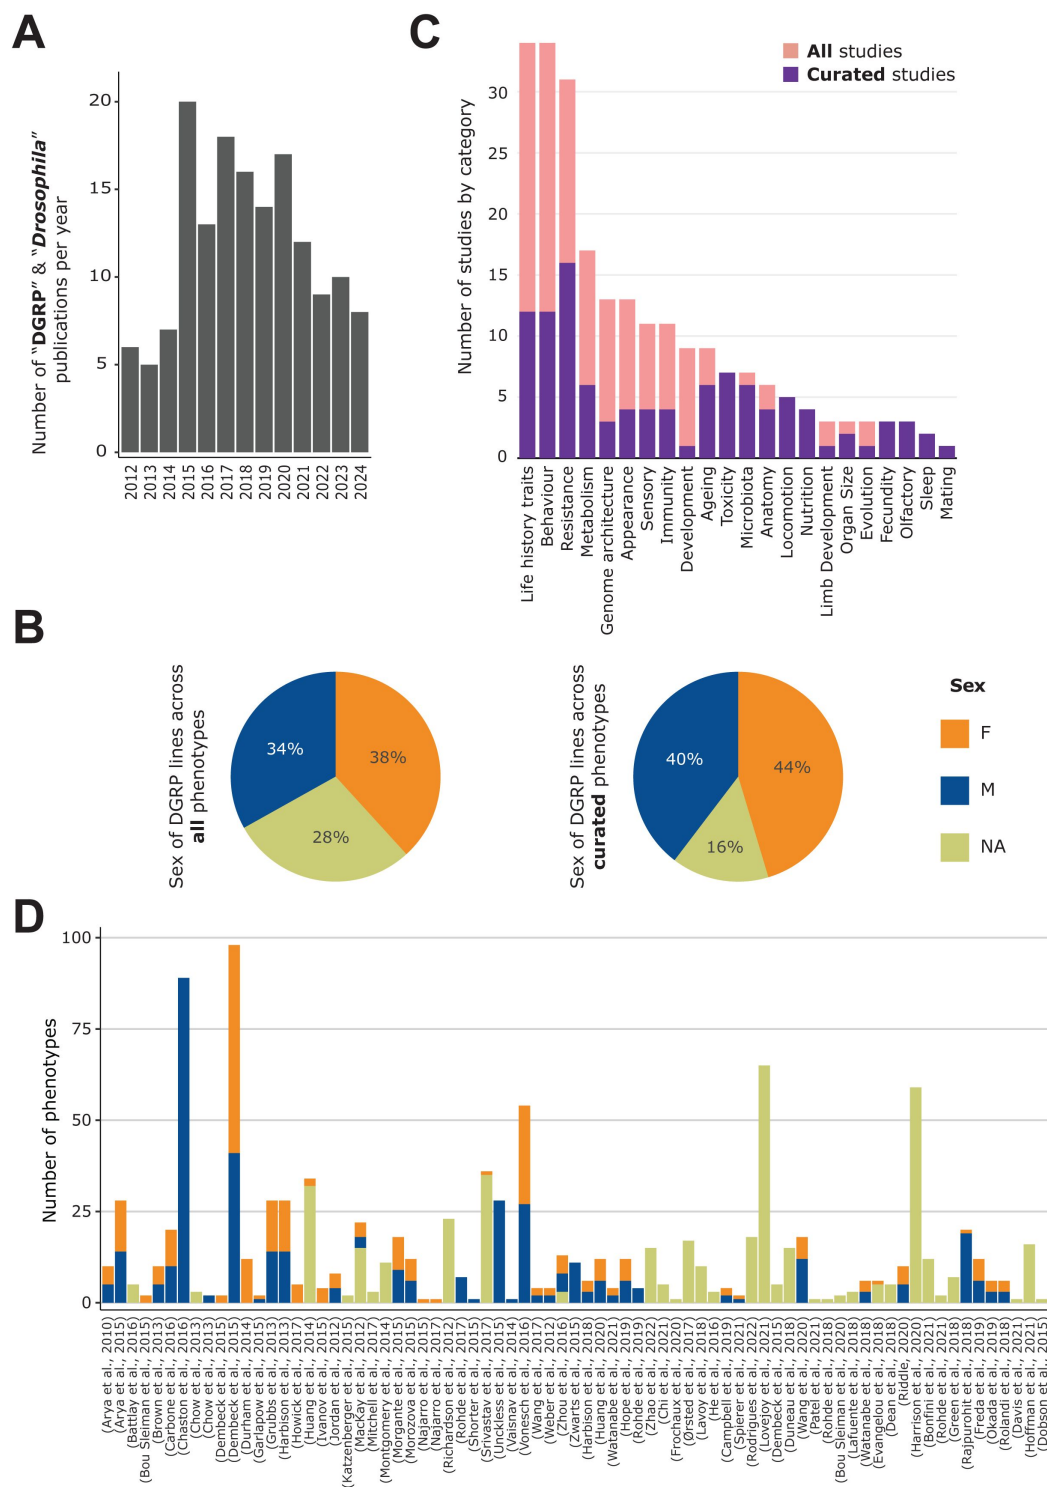 A
Number of "DGRP" & "Drosophila"
publications per year
20
15
10
5
0
2012
2013
2014
2015
2016
2017
2018
2019
2020
2021
2022
2023
2024
C
All studies
Curated studies
Number of studies by category
30
25
20
15
10
5
0
Life history traits
Behaviour
Resistance
Metabolism
Genome architecture
Appearance
Sensory
Immunity
Development
Ageing
Toxicity
Microbiota
Anatomy
Locomotion
Nutrition
Limb Development
Organ Size
Evolution
Fecundity
Olfactory
Sleep
Mating
B
Sex of DGRP lines across
all phenotypes
34%
38%
28%
Sex of DGRP lines across
curated phenotypes
40%
44%
16%
Sex
F
M
NA
D
Number of phenotypes
100
75
50
25
0
(Arya et al., 2010)
(Arya et al., 2015)
(Battlay et al., 2016)
(Bou Sleiman et al., 2015)
(Brown et al., 2013)
(Carbone et al., 2016)
(Chaston et al., 2016)
(Chow et al., 2013)
(Chow et al., 2013)
(Dembeck et al., 2015)
(Dembeck et al., 2015)
(Durham et al., 2014)
(Garlapow et al., 2015)
(Grubbs et al., 2013)
(Harbison et al., 2013)
(Howick et al., 2017)
(Huang et al., 2014)
(Ivanov et al., 2015)
(Jordan et al., 2012)
(Katzenberger et al., 2015)
(Mackay et al., 2012)
(Mitchell et al., 2017)
(Montgomery et al., 2014)
(Morgante et al., 2015)
(Morozova et al., 2015)
(Najarro et al., 2015)
(Najarro et al., 2017)
(Richardson et al., 2012)
(Rohde et al., 2017)
(Shorter et al., 2015)
(Srivastav et al., 2017)
(Unckless et al., 2015)
(Vaisnav et al., 2014)
(Vonesch et al., 2016)
(Wang et al., 2017)
(Weber et al., 2012)
(Zhou et al., 2016)
(Zwarts et al., 2015)
(Harbison et al., 2018)
(Huang et al., 2020)
(Watanabe et al., 2019)
(Hope et al., 2019)
(Rohde et al., 2019)
(Zhao et al., 2022)
(Chi et al., 2021)
(Frochaux et al., 2020)
(Ørsted et al., 2017)
(Lavoy et al., 2018)
(He et al., 2016)
(Campbell et al., 2019)
(Spierer et al., 2021)
(Rodrigues et al., 2018)
(Lovejoy et al., 2021)
(Dembeck et al., 2015)
(Duneau et al., 2018)
(Wang et al., 2020)
(Patel et al., 2021)
(Rohde et al., 2018)
(Bou Sleiman et al., 2020)
(Lafuente et al., 2018)
(Watanabe et al., 2018)
(Evangelou et al., 2019)
(Dean et al., 2018)
(Riddle, 2020)
(Harrison et al., 2020)
(Bonfini et al., 2021)
(Rohde et al., 2021)
(Green et al., 2018)
(Rajpurohit et al., 2018)
(Freda et al., 2019)
(Okada et al., 2019)
(Rolandi et al., 2018)
(Davis et al., 2021)
(Hoffman et al., 2021)
(Dobson et al., 2015)